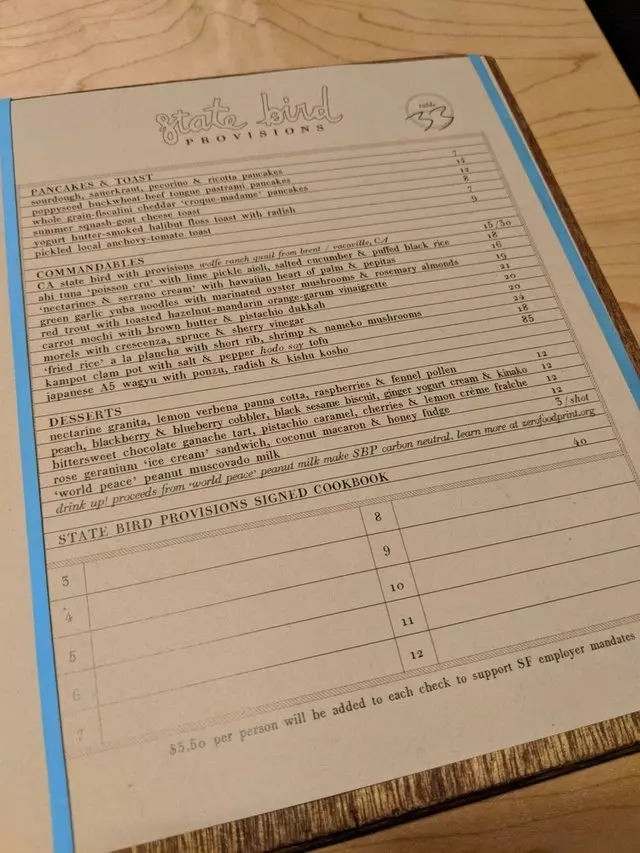 state bird
PROVISIONS
table
33
PANCAKES & TOAST
sourdough, sauerkraut, pecorino & ricotta pancakes 7
poppyseed buckwheat-beef tongue pastrami pancakes 12
whole grain-fiscalini cheddar 'croque-madame' pancakes 12
summer squash-goat cheese toast 8
yogurt butter-smoked halibut floss toast with radish 7
pickled local anchovy-tomato toast 9
COMMANDABLES
CA state bird with provisions wolfe ranch quail from brent / vacaville, CA 15/30
ahi tuna 'poisson cru' with lime pickle aioli, salted cucumber & puffed black rice 18
'nectarines & serrano cream' with hawaiian heart of palm & pepitas 16
green garlic yuba noodles with marinated oyster mushrooms & rosemary almonds 19
red trout with toasted hazelnut-mandarin orange-garum vinaigrette 21
carrot mochi with brown butter & pistachio dukkah 20
morels with crescenza, spruce & sherry vinegar 20
'fried rice' a la plancha with short rib, shrimp & nameko mushrooms 24
kampot clam pot with salt & pepper hodo soy tofu 18
japanese A5 wagyu with ponzu, radish & kishu kosho 85
DESSERTS
nectarine granita, lemon verbena panna cotta, raspberries & fennel pollen 12
peach, blackberry & blueberry cobbler, black sesame biscuit, ginger yogurt cream & kinako 12
bittersweet chocolate ganache tart, pistachio caramel, cherries & lemon crème fraîche 12
rose geranium 'ice cream' sandwich, coconut macaron & honey fudge 12
'world peace' peanut muscovado milk 3/shot
drink up! proceeds from 'world peace' peanut milk make SBP carbon neutral. learn more at zerofoodprint.org
STATE BIRD PROVISIONS SIGNED COOKBOOK 40
3 8
4 9
5 10
6 11
7 12
$5.50 per person will be added to each check to support SF employer mandates